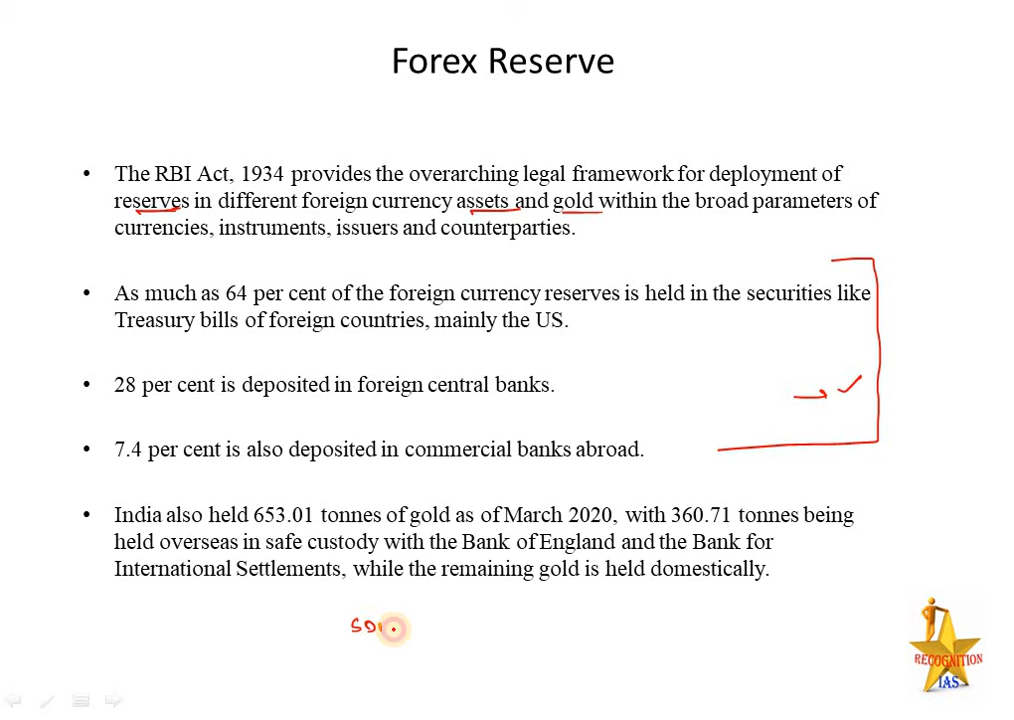 Forex Reserve
• The RBI Act, 1934 provides the overarching legal framework for deployment of
reserves in different foreign currency assets and gold within the broad parameters of
currencies, instruments, issuers and counterparties.
• As much as 64 per cent of the foreign currency reserves is held in the securities like
Treasury bills of foreign countries, mainly the US.
• 28 per cent is deposited in foreign central banks.
• 7.4 per cent is also deposited in commercial banks abroad.
• India also held 653.01 tonnes of gold as of March 2020, with 360.71 tonnes being
held overseas in safe custody with the Bank of England and the Bank for
International Settlements, while the remaining gold is held domestically.
RECOGNITION
IAS